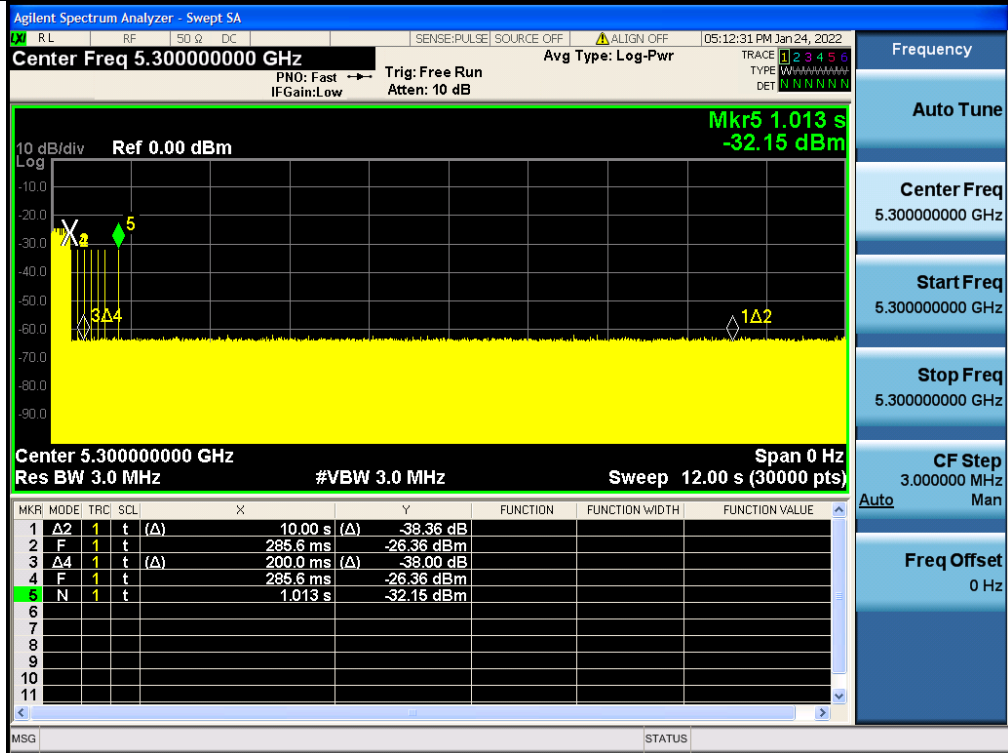 Agilent Spectrum Analyzer - Swept SA
LXI RL RF 50 Ω DC SENSE:PULSE SOURCE OFF ALIGN OFF 05:12:31 PM Jan 24, 2022
Center Freq 5.300000000 GHz
PNO: Fast
IFGain:Low
Trig: Free Run
Atten: 10 dB
Avg Type: Log-Pwr
TRACE 1 2 3 4 5 6
TYPE WWWWWW
DET N N N N N N
Mkr5 1.013 s
-32.15 dBm
10 dB/div Ref 0.00 dBm
Log
-10.0
-20.0
-30.0
-40.0
-50.0
-60.0
-70.0
-80.0
-90.0
X
5
3Δ4
1Δ2
Center 5.300000000 GHz Span 0 Hz
Res BW 3.0 MHz #VBW 3.0 MHz Sweep 12.00 s (30000 pts)
MKR MODE TRC SCL X Y FUNCTION FUNCTION WIDTH FUNCTION VALUE
1 Δ2 1 t (Δ) 10.00 s (Δ) -38.36 dB
2 F 1 t 285.6 ms -26.36 dBm
3 Δ4 1 t (Δ) 200.0 ms (Δ) -38.00 dB
4 F 1 t 285.6 ms -26.36 dBm
5 N 1 t 1.013 s -32.15 dBm
6
7
8
9
10
11
MSG STATUS
Frequency
Auto Tune
Center Freq
5.300000000 GHz
Start Freq
5.300000000 GHz
Stop Freq
5.300000000 GHz
CF Step
3.000000 MHz
Auto Man
Freq Offset
0 Hz